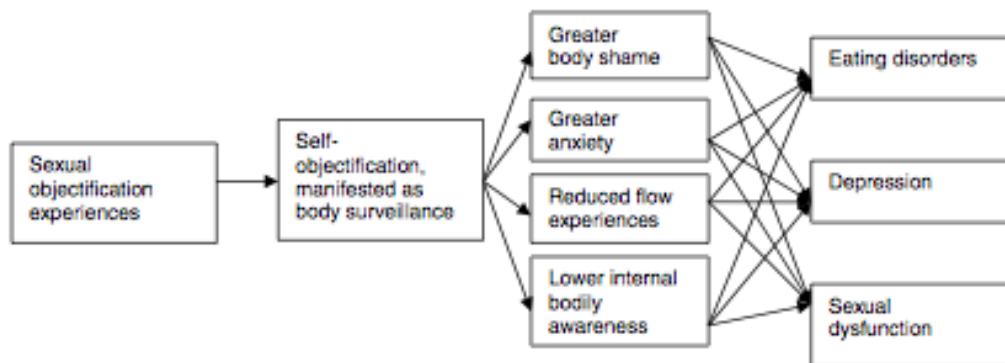 Sexual
objectification
experiences
Self-
objectification,
manifested as
body surveillance
Greater
body shame
Greater
anxiety
Reduced flow
experiences
Lower internal
bodily
awareness
Eating disorders
Depression
Sexual
dysfunction